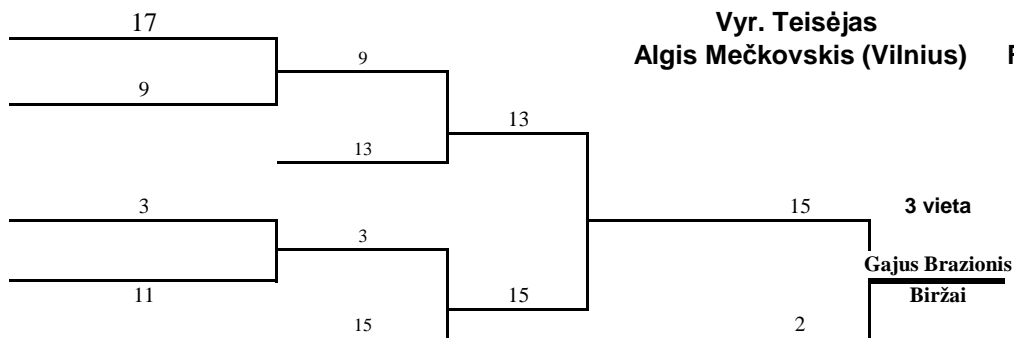 17
Vyr. Teisėjas
9
Algis Mečkovskis (Vilnius)
9
13
13
3
15
3 vieta
3
Gajus Brazionis
11
15
Biržai
15
2